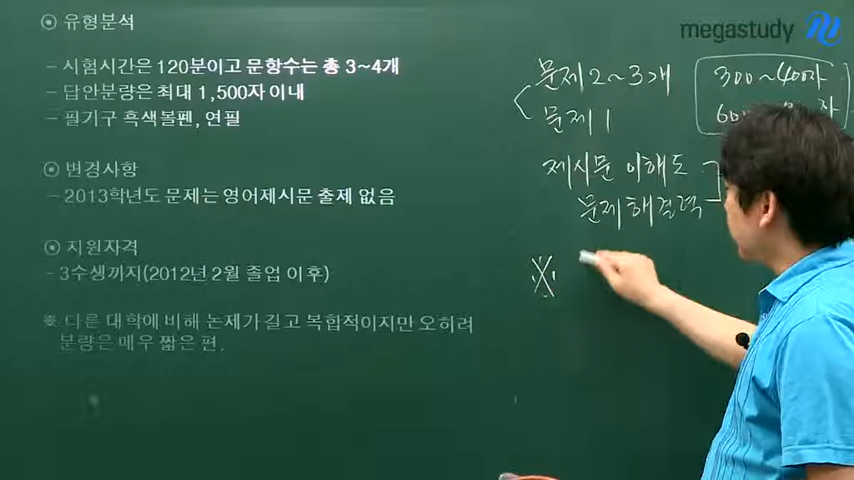 유형분석
- 시험시간은 120분이고 문항수는 총 3~4개
- 답안분량은 최대 1,500자 이내
- 필기구 흑색볼펜, 연필
변경사항
- 2013학년도 문제는 영어제시문 출제 없음
지원자격
- 3수생까지(2012년 2월 졸업 이후)
※ 다른 대학에 비해 논제가 길고 복합적이지만 오히려
분량은 매우 짧은 편.
megastudy
문제 2~3개 300~400자
문제 1
제시문 이해도
문제해결력
※